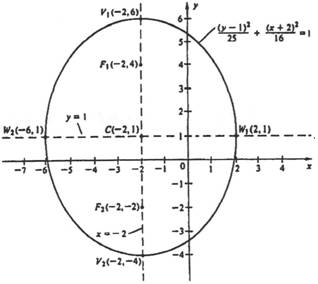 V₁(−2,6)
y
6
(y−1)²/25 + (x+2)²/16 = 1
5
F₁(−2,4)
4
3
2
y = 1
W₂(−6,1)
C(−2,1)
1
W₁(2,1)
−7 −6 −5 −4 −3 −2 −1 0 1 2 3 4 x
−1
F₂(−2,−2)
−2
x = −2
−3
V₂(−2,−4)
−4